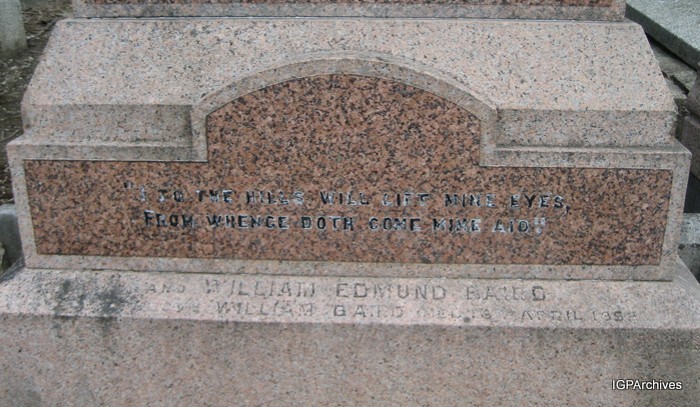 "I TO THE HILLS WILL LIFT MINE EYES,
FROM WHENCE DOTH COME MINE AID"
AND WILLIAM EDMUND BAIRD
WILLIAM BAIRD APRIL
IGPArchives